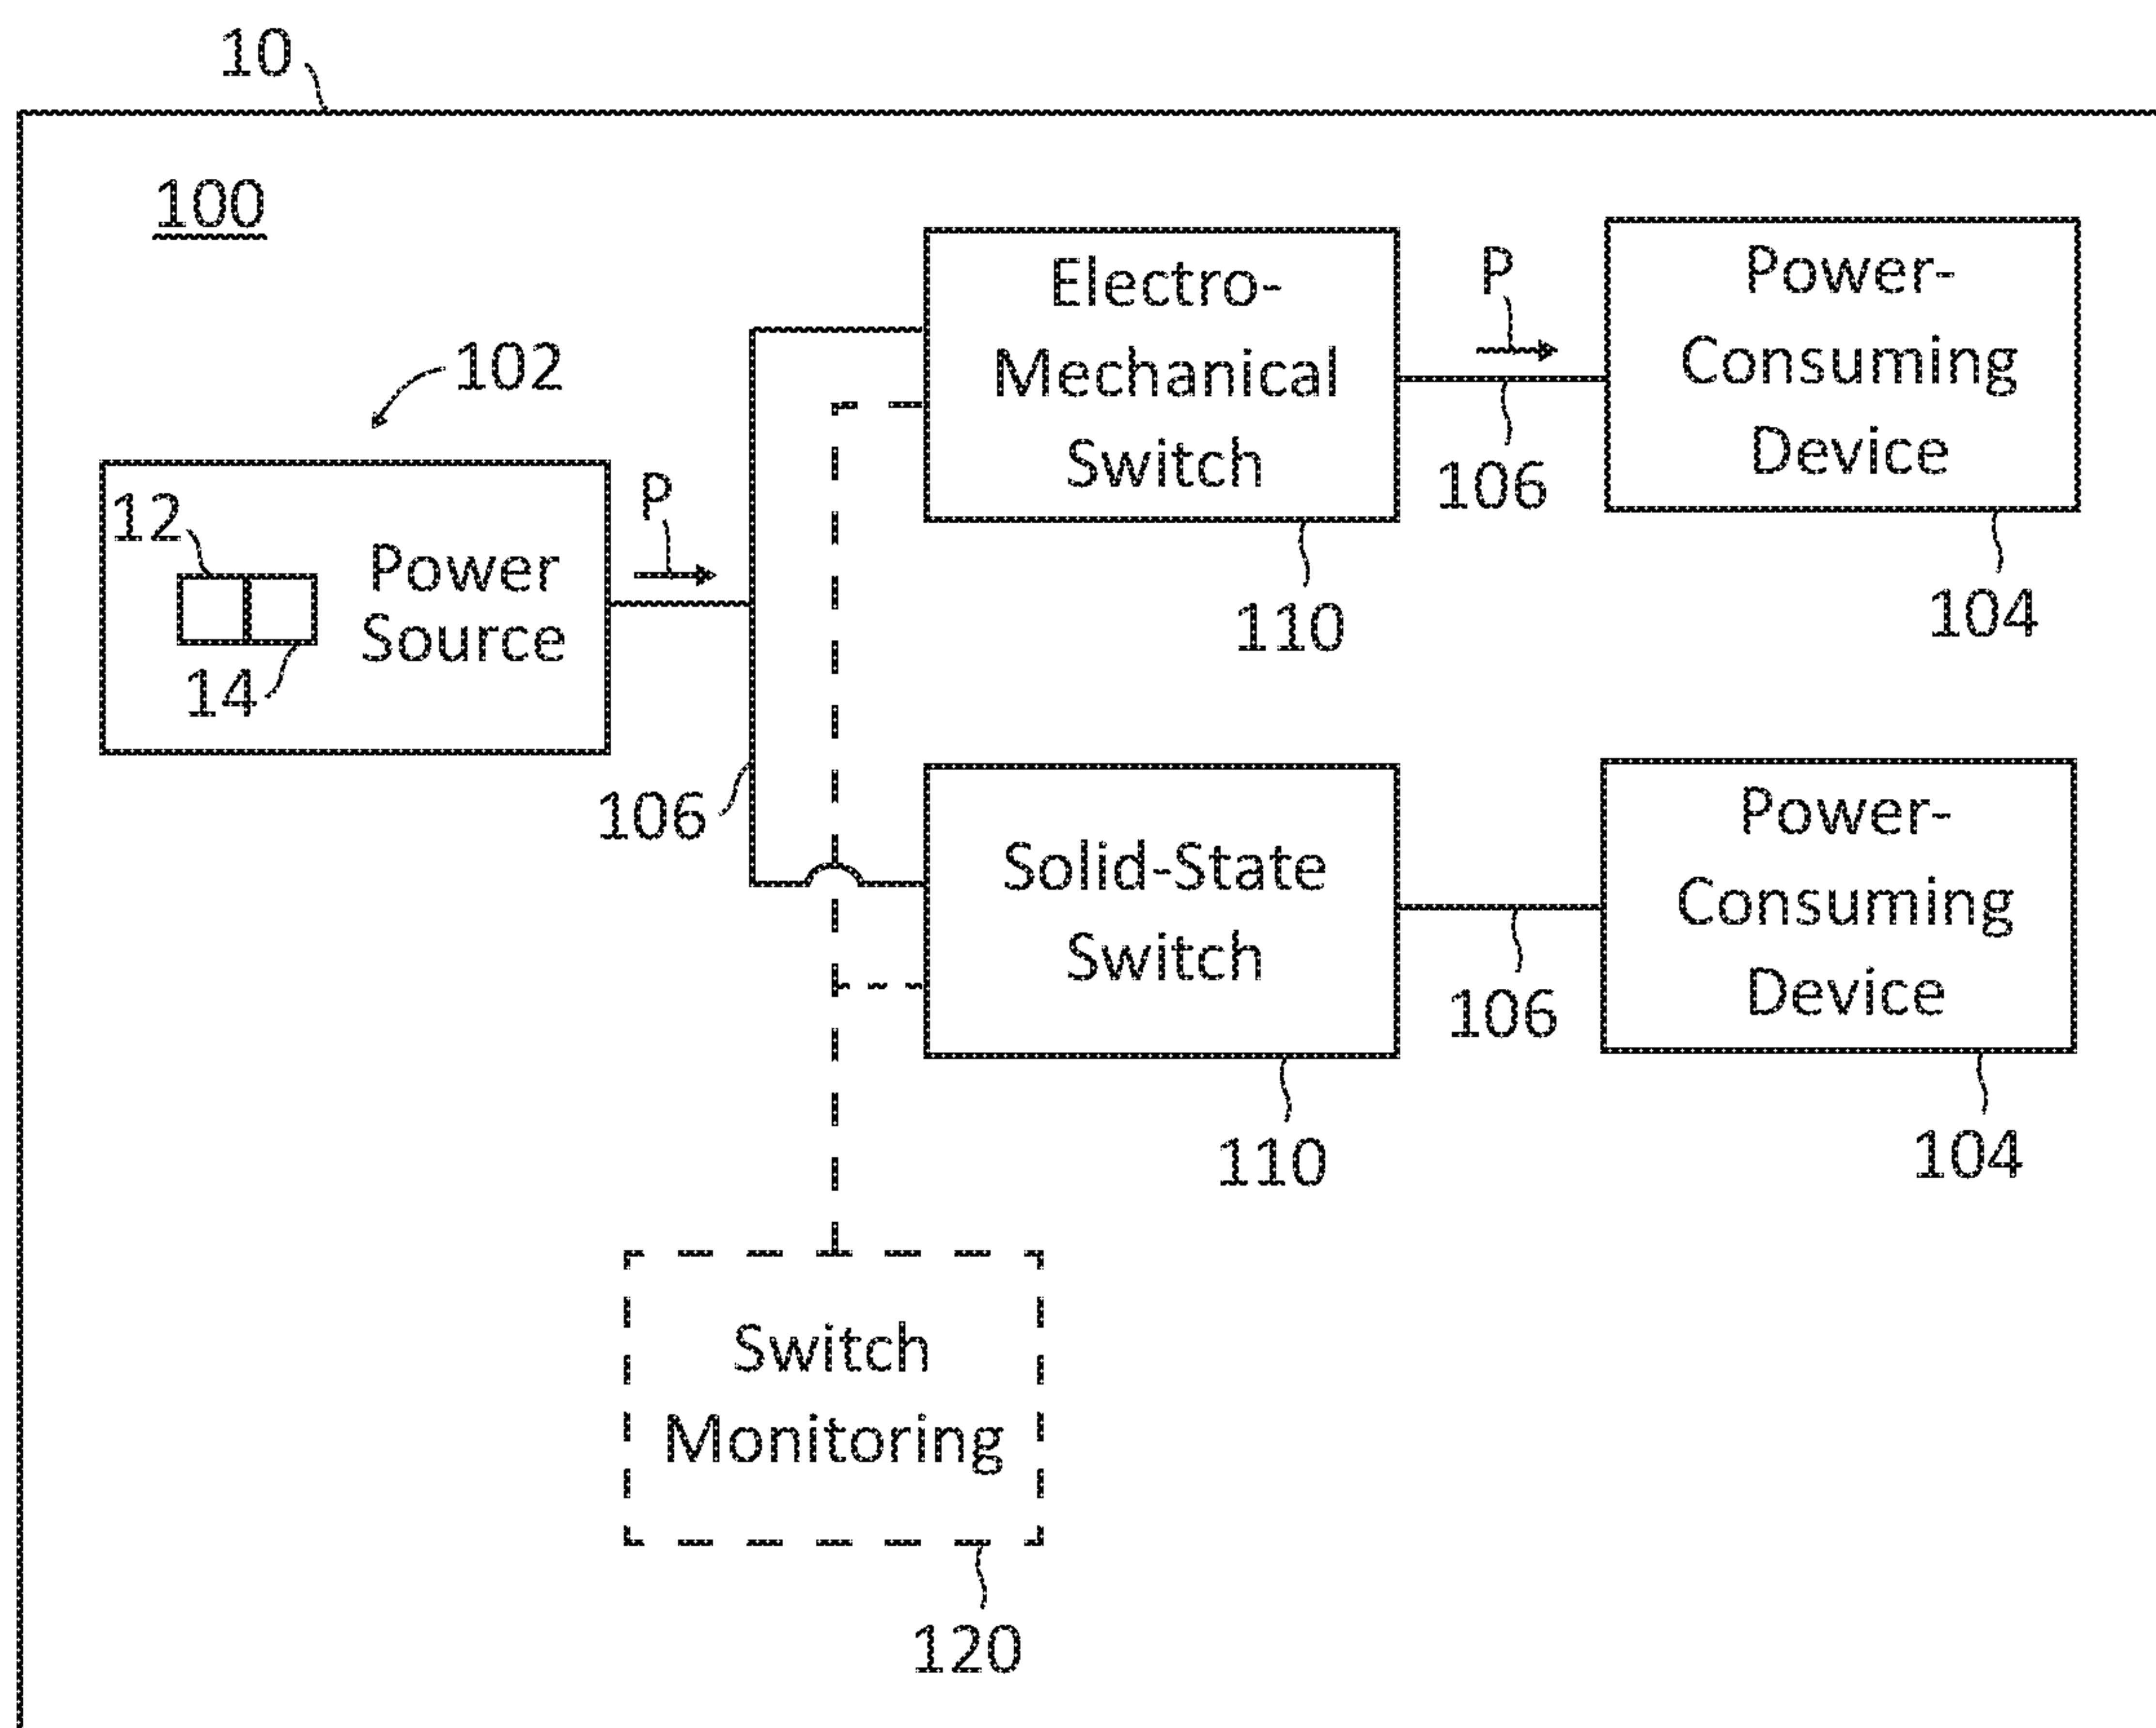 10
100
102
12
14
Power
Source
P
106
Electro-
Mechanical
Switch
110
P
106
Power-
Consuming
Device
104
Solid-State
Switch
110
106
Power-
Consuming
Device
104
Switch
Monitoring
120